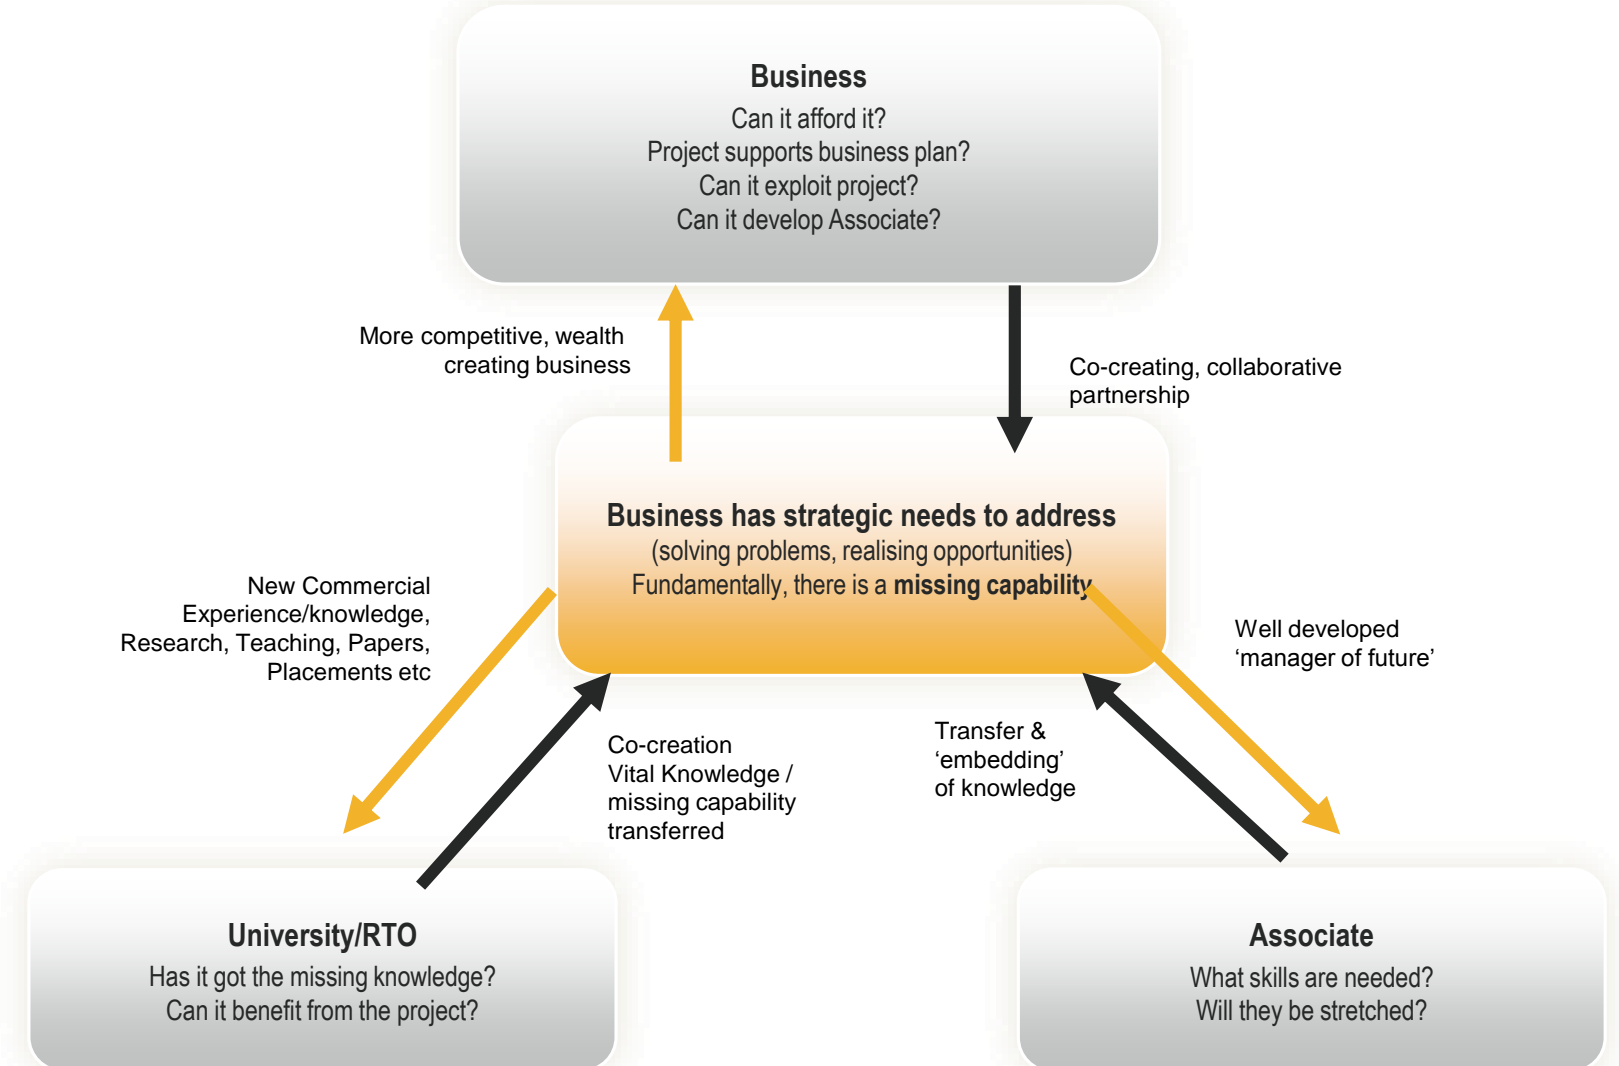 Business
Can it afford it?
Project supports business plan?
Can it exploit project?
Can it develop Associate?
More competitive, wealth
creating business
Co-creating, collaborative
partnership
Business has strategic needs to address
(solving problems, realising opportunities)
Fundamentally, there is a missing capability
New Commercial
Experience/knowledge,
Research, Teaching, Papers,
Placements etc
Well developed
‘manager of future’
Co-creation
Vital Knowledge /
missing capability
transferred
Transfer &
‘embedding’
of knowledge
University/RTO
Has it got the missing knowledge?
Can it benefit from the project?
Associate
What skills are needed?
Will they be stretched?